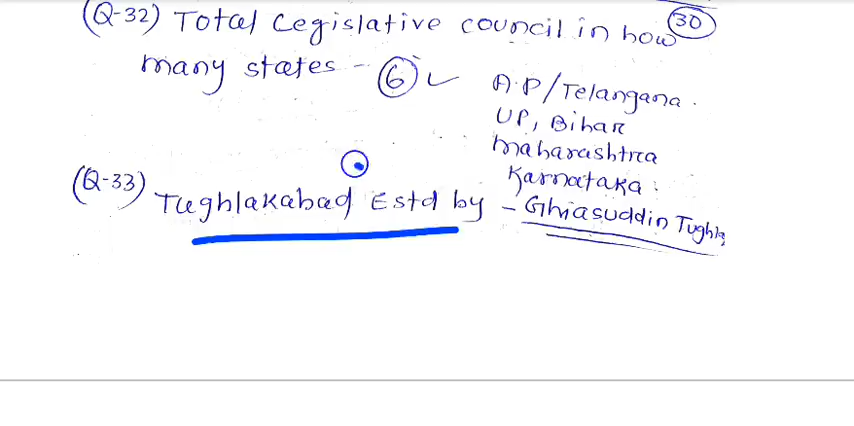 30
(Q-32) Total Legislative council in how
many states - 6 ✓
A.P/Telangana.
UP, Bihar
Maharashtra
Karnataka.
(Q-33) Tughlakabad Estd by - Ghiasuddin Tughlq